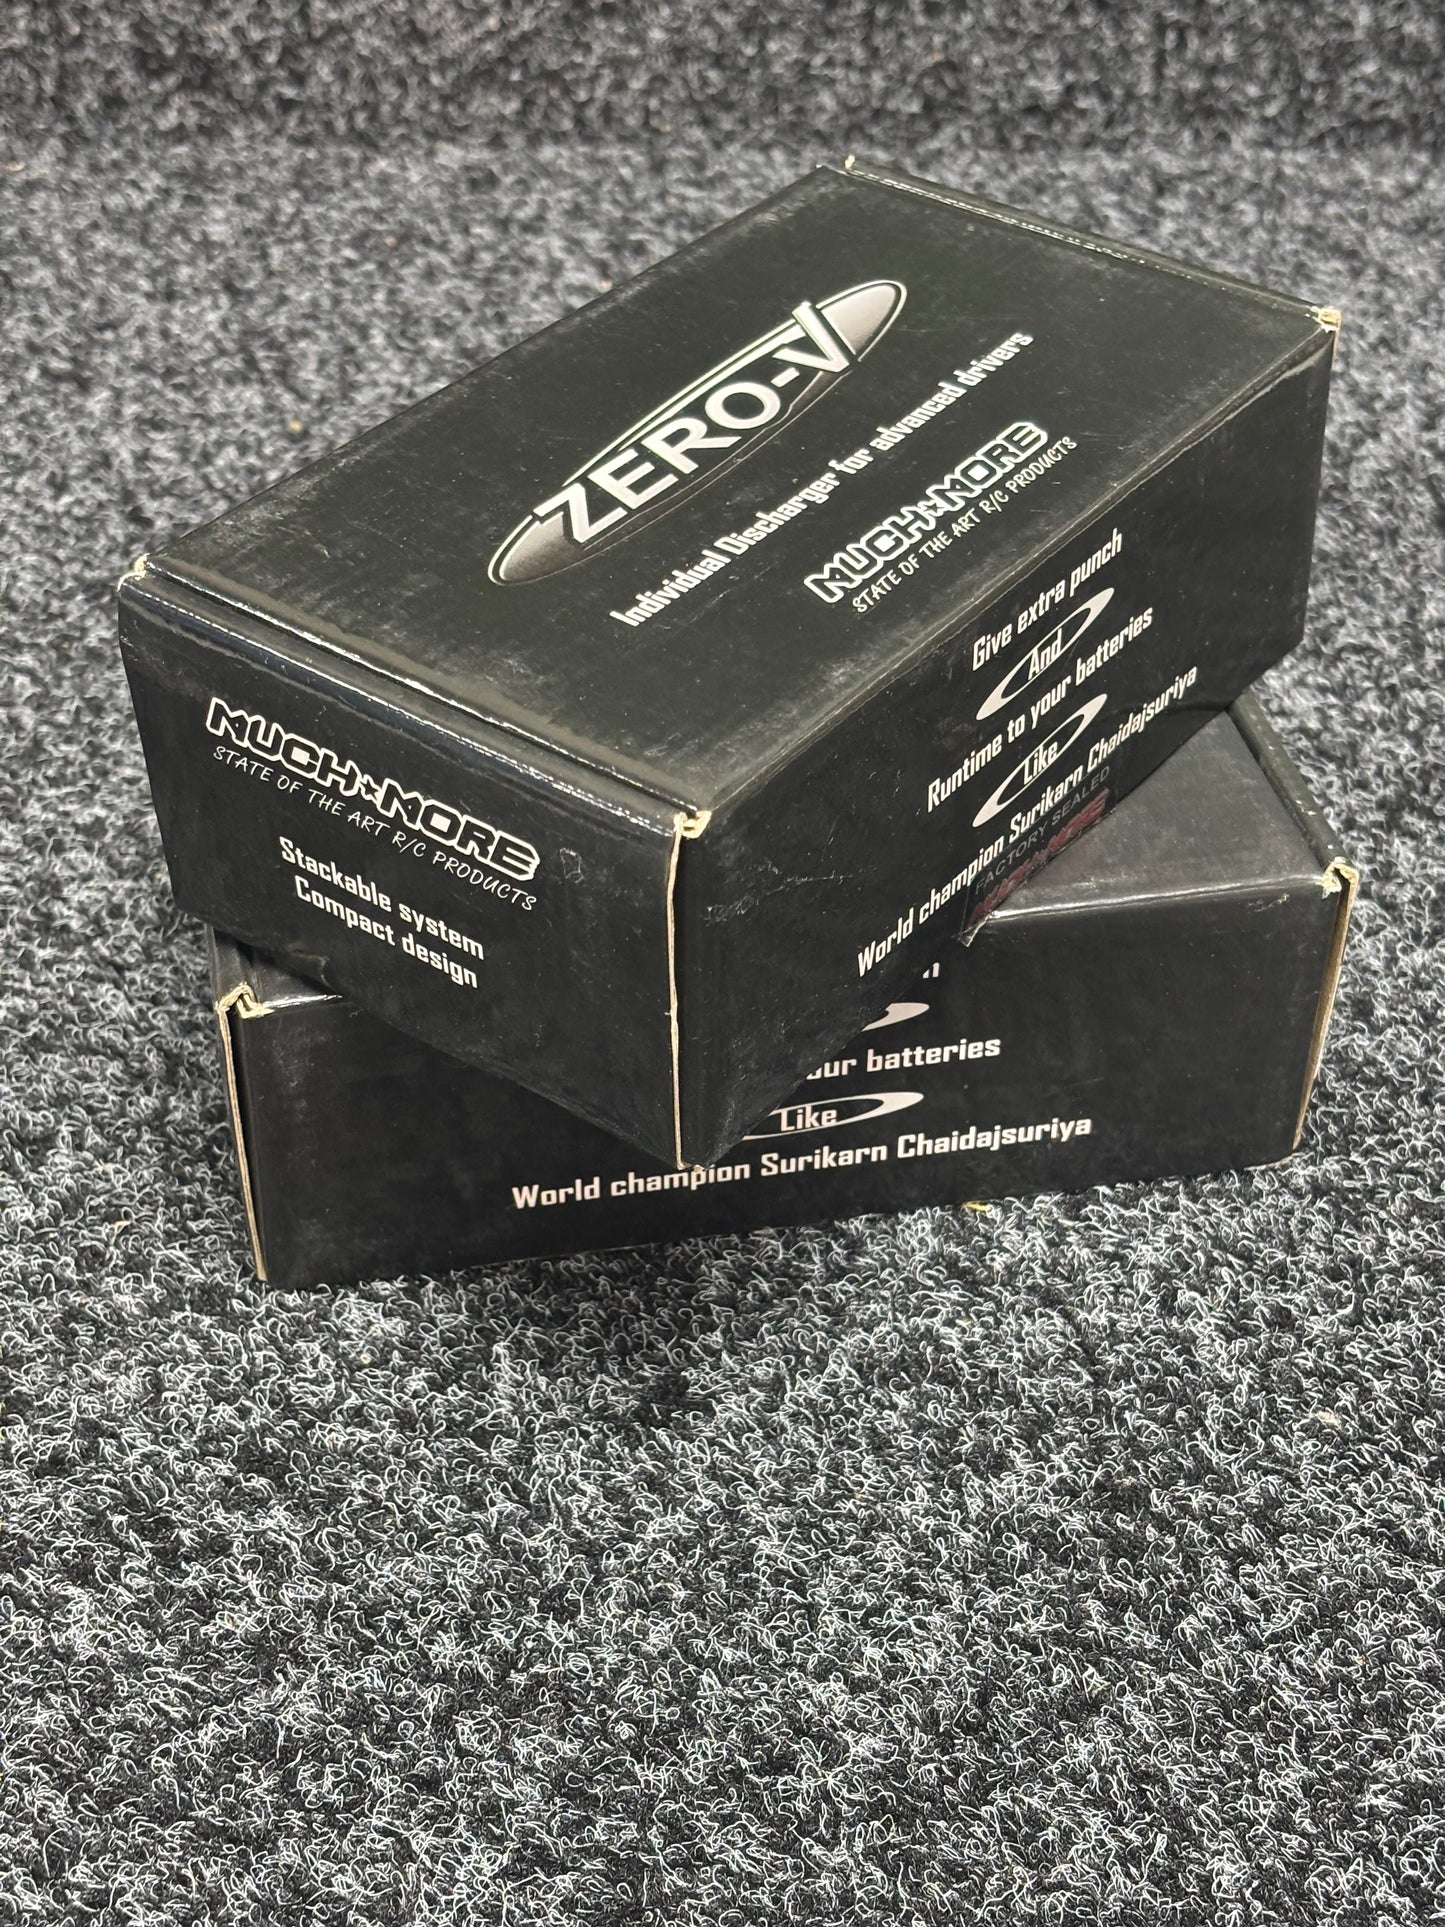 ZERO-V
Individual Discharger for advanced drivers
MUCH MORE
STATE OF THE ART R/C PRODUCTS
MUCH MORE
STATE OF THE ART R/C PRODUCTS
Stackable system
Compact design
Give extra punch
And
Runtime to your batteries
Like
World champion Surikarn Chaidajsuriya
FACTORY SEALED
MUCH MORE
batteries
Like
World champion Surikarn Chaidajsuriya